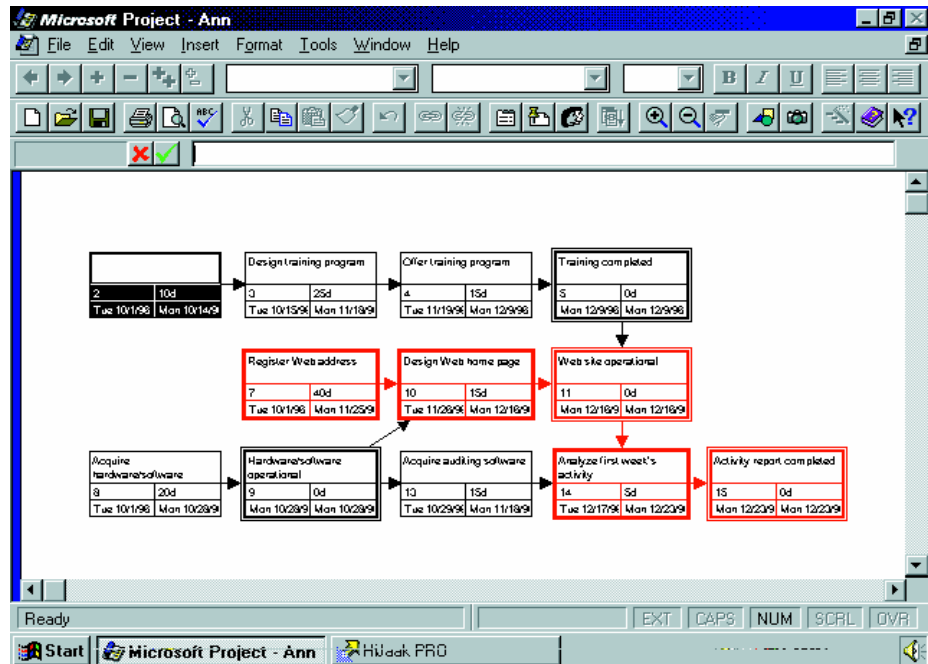 Microsoft Project - Ann
File Edit View Insert Format Tools Window Help
B I U
ABC
Design training program
3 25d
Tue 10/15/96 Mon 11/18/9
Offer training program
4 15d
Tue 11/19/96 Mon 12/9/96
Training completed
5 0d
Mon 12/9/96 Mon 12/9/96
2 10d
Tue 10/1/96 Mon 10/14/9
Register Web address
7 40d
Tue 10/1/96 Mon 11/25/9
Design Web home page
10 15d
Tue 11/26/96 Mon 12/16/9
Web site operational
11 0d
Mon 12/16/9 Mon 12/16/9
Acquire
hardware/software
8 20d
Tue 10/1/96 Mon 10/28/9
Hardware/software
operational
9 0d
Mon 10/28/9 Mon 10/28/9
Acquire auditing software
13 15d
Tue 10/29/96 Mon 11/18/9
Analyze first week's
activity
14 5d
Tue 12/17/96 Mon 12/23/9
Activity report completed
15 0d
Mon 12/23/9 Mon 12/23/9
Ready EXT CAPS NUM SCRL OVR
Start Microsoft Project - Ann HiJaak PRO